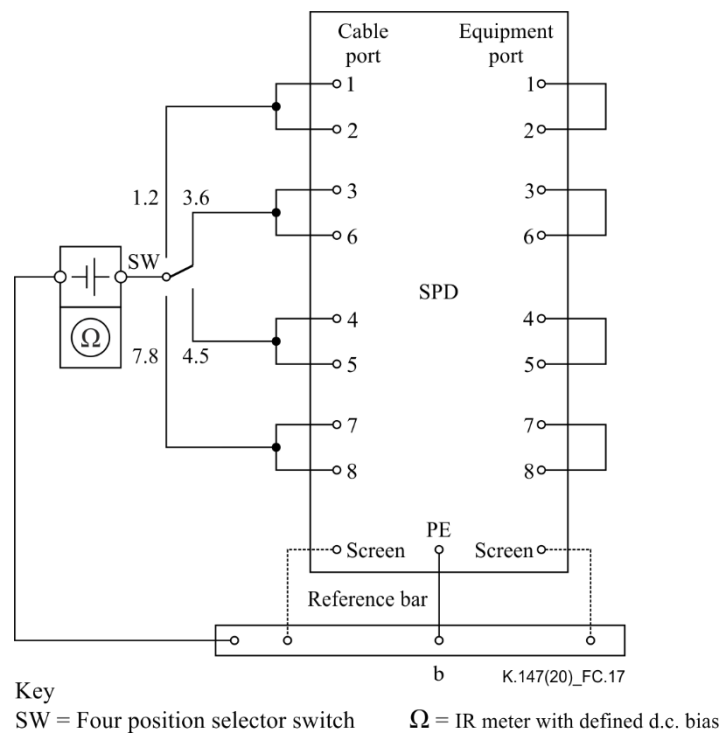 Cable port
Equipment port
1 1
2 2
1.2 3.6
3 3
6 6
SW
SPD
Ω
7.8 4.5
4 4
5 5
7 7
8 8
PE
Screen Screen
Reference bar
b
K.147(20)_FC.17
Key
SW = Four position selector switch
Ω = IR meter with defined d.c. bias